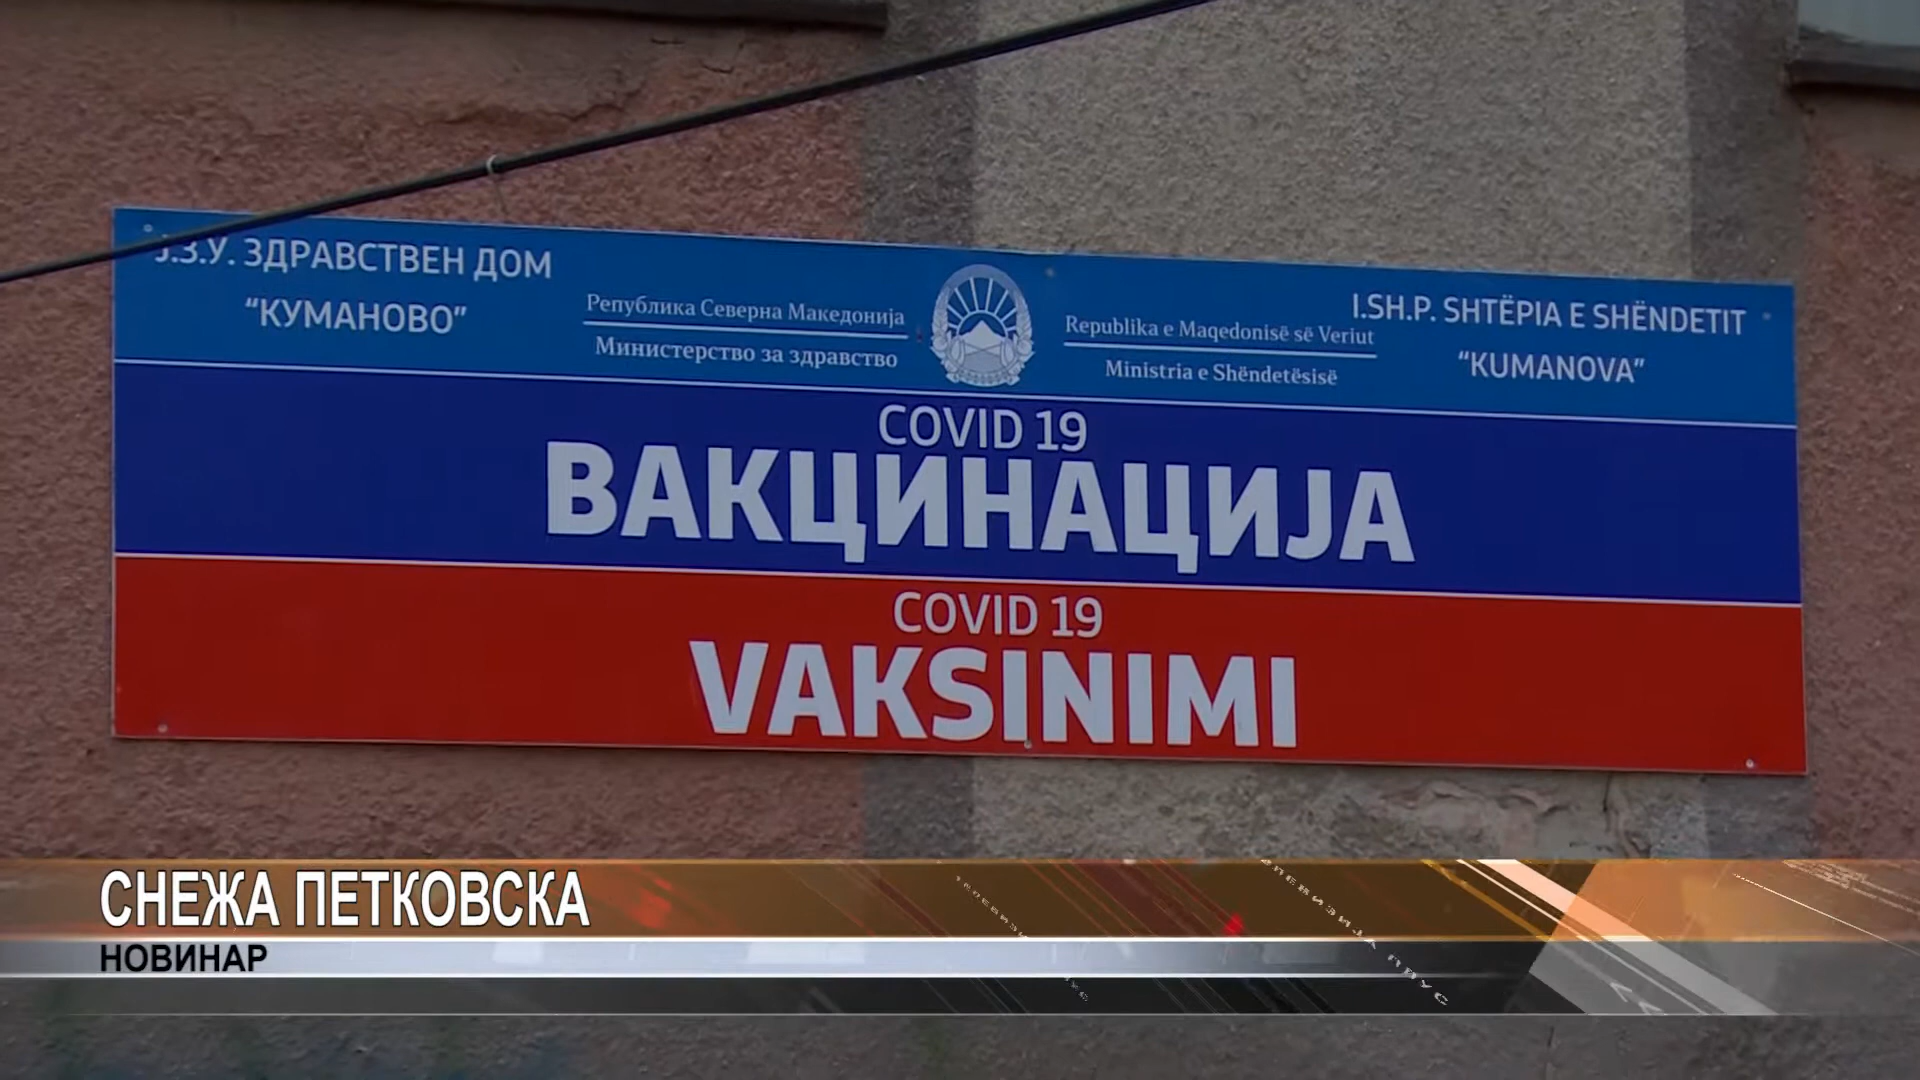 Ј.З.У. ЗДРАВСТВЕН ДОМ
“КУМАНОВО”
Република Северна Македонија
Министерство за здравство
Republika e Maqedonisë së Veriut
Ministria e Shëndetësisë
I.SH.P. SHTËPIA E SHËNDETIT
“KUMANOVA”
COVID 19
ВАКЦИНАЦИЈА
COVID 19
VAKSINIMI
СНЕЖА ПЕТКОВСКА
НОВИНАР